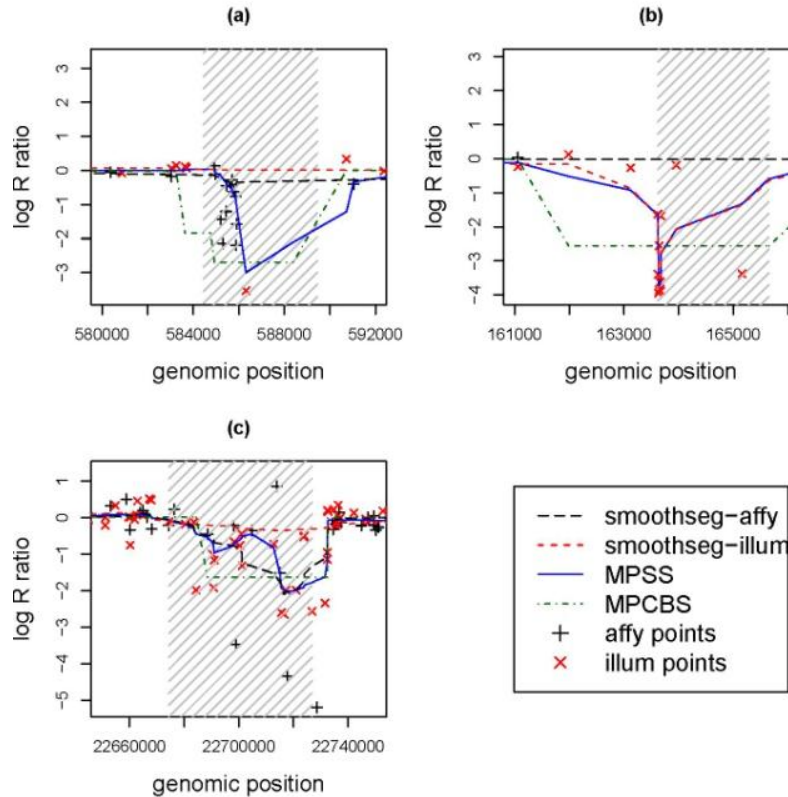 (a)
3
2
1
0
−1
−2
−3
log R ratio
580000 584000 588000 592000
genomic position
(b)
3
2
1
0
−1
−2
−3
−4
log R ratio
161000 163000 165000
genomic position
(c)
1
0
−1
−2
−3
−4
−5
log R ratio
22660000 22700000 22740000
genomic position
smoothseg−affy
smoothseg−illum
MPSS
MPCBS
affy points
illum points